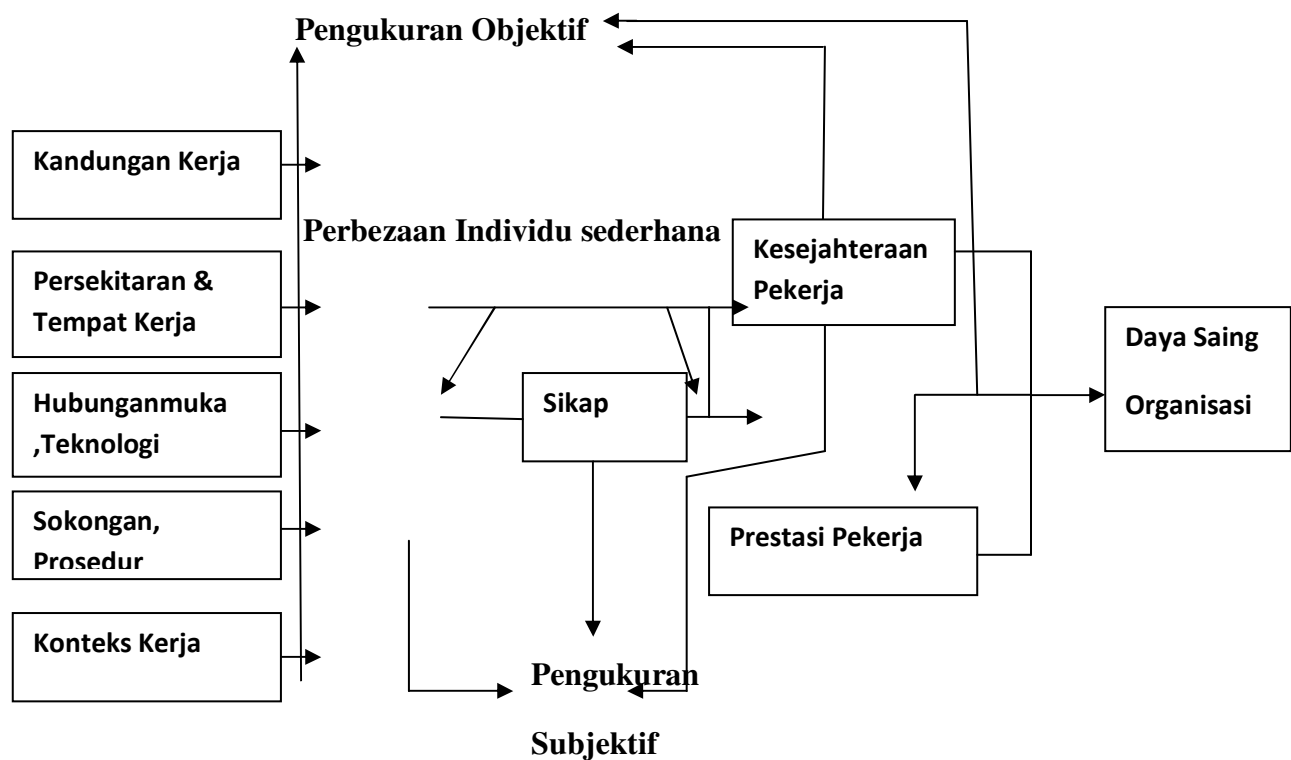 Pengukuran Objektif
Kandungan Kerja
Perbezaan Individu sederhana
Kesejahteraan
Pekerja
Persekitaran &
Tempat Kerja
Daya Saing
Organisasi
Hubunganmuka
,Teknologi
Sikap
Sokongan,
Prosedur
Prestasi Pekerja
Konteks Kerja
Pengukuran
Subjektif